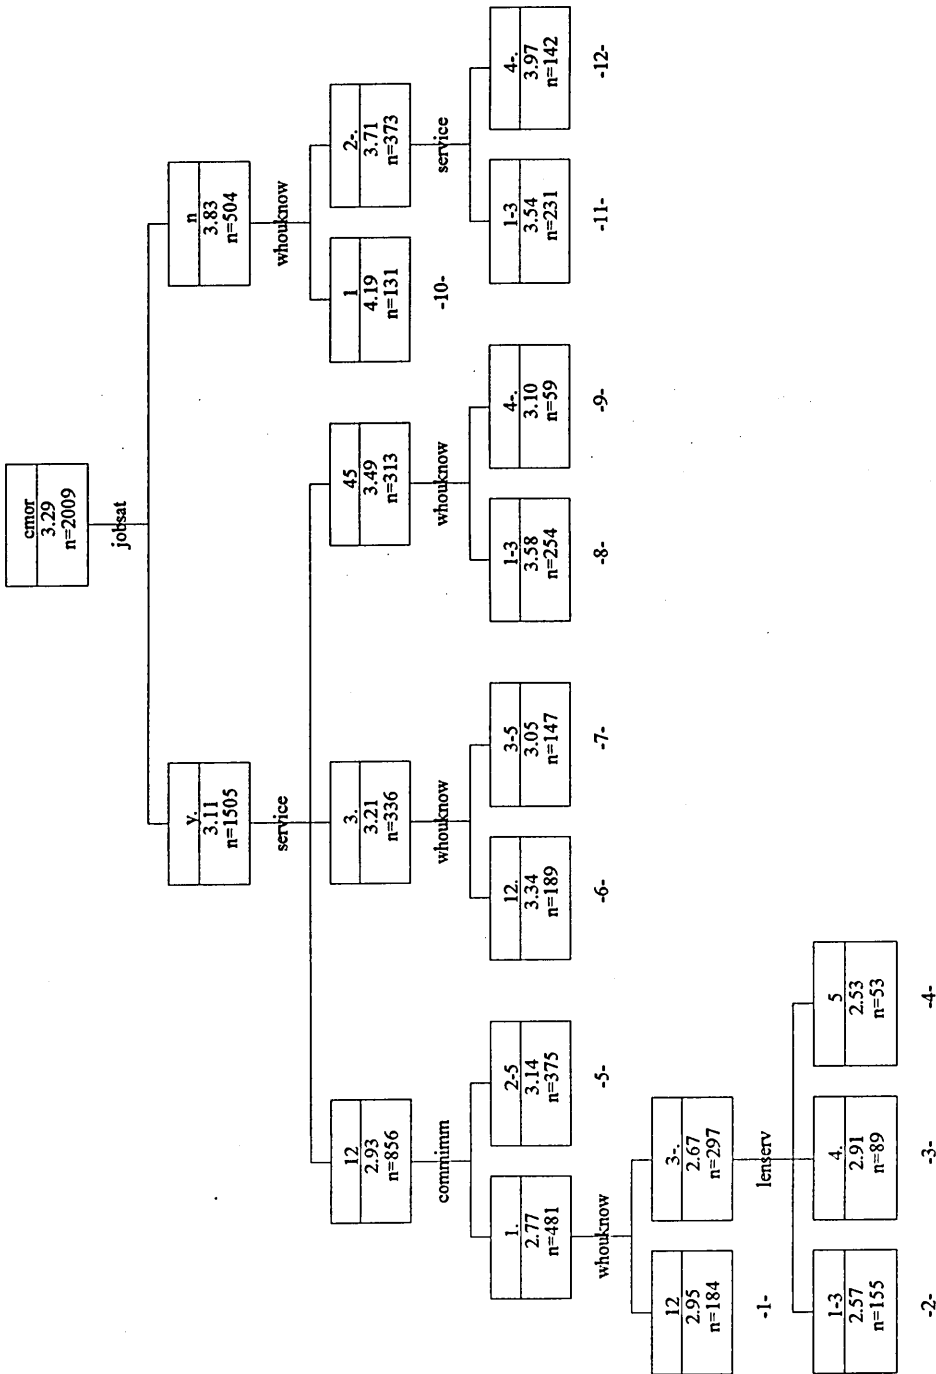 cmor
3.29
n=2009
jobsat
y.
3.11
n=1505
n
3.83
n=504
service
whouknow
12
2.93
n=856
3.
3.21
n=336
45
3.49
n=313
1
4.19
n=131
2-.
3.71
n=373
commimm
whouknow
whouknow
-10-
service
1.
2.77
n=481
2-5
3.14
n=375
12.
3.34
n=189
3-5
3.05
n=147
1-3
3.58
n=254
4-.
3.10
n=59
1-3
3.54
n=231
4-.
3.97
n=142
whouknow
-5-
-6-
-7-
-8-
-9-
-11-
-12-
12
2.95
n=184
3-.
2.67
n=297
-1-
lenserv
1-3
2.57
n=155
4.
2.91
n=89
5
2.53
n=53
-2-
-3-
-4-